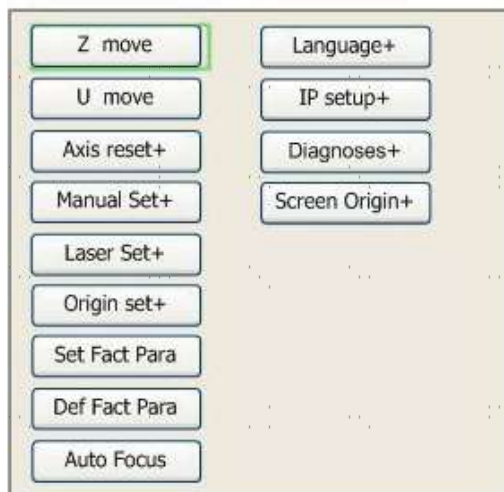 Z move
U move
Axis reset+
Manual Set+
Laser Set+
Origin set+
Set Fact Para
Def Fact Para
Auto Focus
Language+
IP setup+
Diagnoses+
Screen Origin+